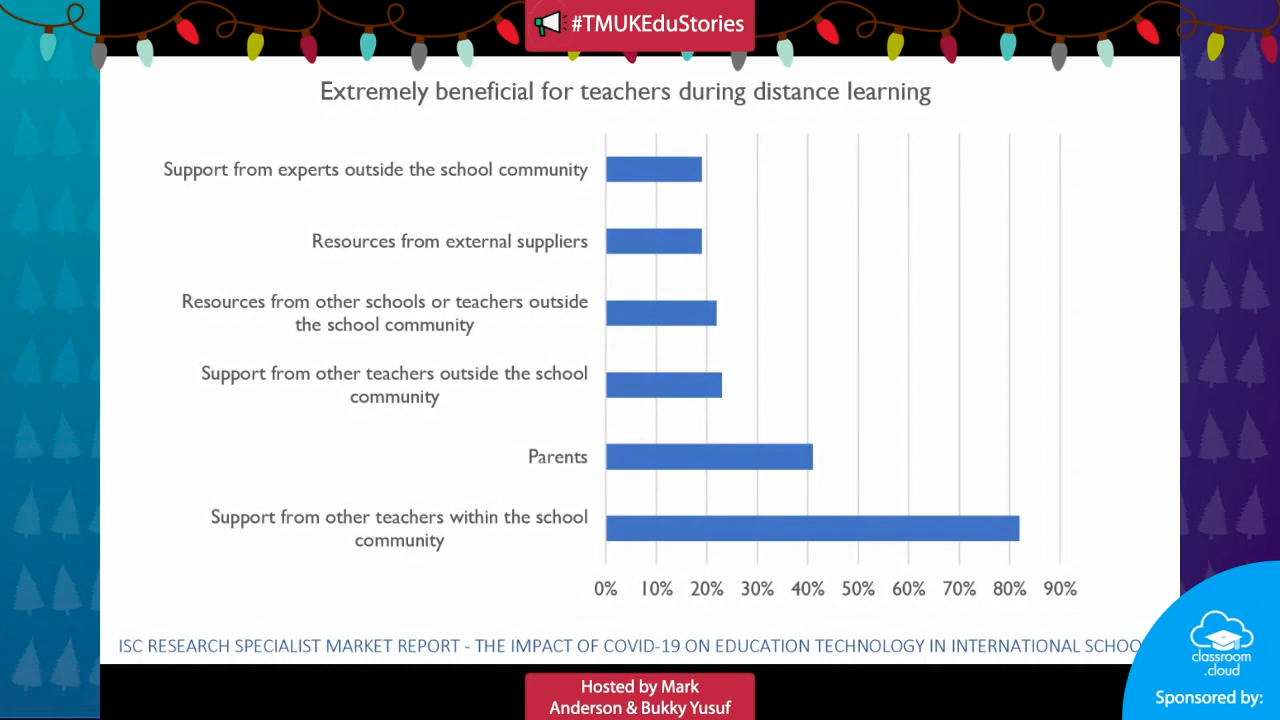 #TMUKEduStories
Extremely beneficial for teachers during distance learning
Support from experts outside the school community
Resources from external suppliers
Resources from other schools or teachers outside
the school community
Support from other teachers outside the school
community
Parents
Support from other teachers within the school
community
0% 10% 20% 30% 40% 50% 60% 70% 80% 90%
ISC RESEARCH SPECIALIST MARKET REPORT - THE IMPACT OF COVID-19 ON EDUCATION TECHNOLOGY IN INTERNATIONAL SCHOO
classroom
.cloud
Sponsored by:
Hosted by Mark
Anderson & Bukky Yusuf